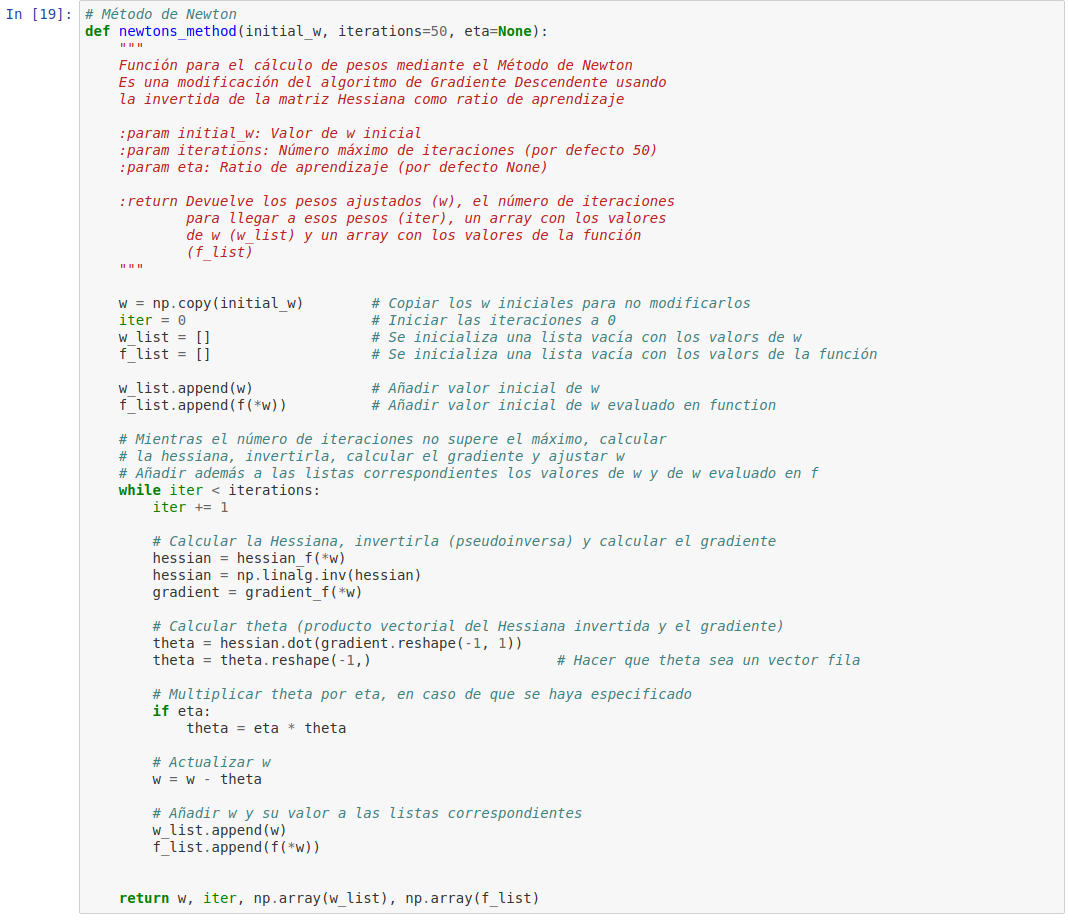 In [19]: # Método de Newton
def newtons_method(initial_w, iterations=50, eta=None):
    """
    Función para el cálculo de pesos mediante el Método de Newton
    Es una modificación del algoritmo de Gradiente Descendente usando
    la invertida de la matriz Hessiana como ratio de aprendizaje

    :param initial_w: Valor de w inicial
    :param iterations: Número máximo de iteraciones (por defecto 50)
    :param eta: Ratio de aprendizaje (por defecto None)

    :return Devuelve los pesos ajustados (w), el número de iteraciones
            para llegar a esos pesos (iter), un array con los valores
            de w (w_list) y un array con los valores de la función
            (f_list)
    """

    w = np.copy(initial_w)        # Copiar los w iniciales para no modificarlos
    iter = 0                      # Iniciar las iteraciones a 0
    w_list = []                   # Se inicializa una lista vacía con los valors de w
    f_list = []                   # Se inicializa una lista vacía con los valors de la función

    w_list.append(w)              # Añadir valor inicial de w
    f_list.append(f(*w))          # Añadir valor inicial de w evaluado en function

    # Mientras el número de iteraciones no supere el máximo, calcular
    # la hessiana, invertirla, calcular el gradiente y ajustar w
    # Añadir además a las listas correspondientes los valores de w y de w evaluado en f
    while iter < iterations:
        iter += 1

        # Calcular la Hessiana, invertirla (pseudoinversa) y calcular el gradiente
        hessian = hessian_f(*w)
        hessian = np.linalg.inv(hessian)
        gradient = gradient_f(*w)

        # Calcular theta (producto vectorial del Hessiana invertida y el gradiente)
        theta = hessian.dot(gradient.reshape(-1, 1))
        theta = theta.reshape(-1,)                      # Hacer que theta sea un vector fila

        # Multiplicar theta por eta, en caso de que se haya especificado
        if eta:
            theta = eta * theta

        # Actualizar w
        w = w - theta

        # Añadir w y su valor a las listas correspondientes
        w_list.append(w)
        f_list.append(f(*w))


    return w, iter, np.array(w_list), np.array(f_list)